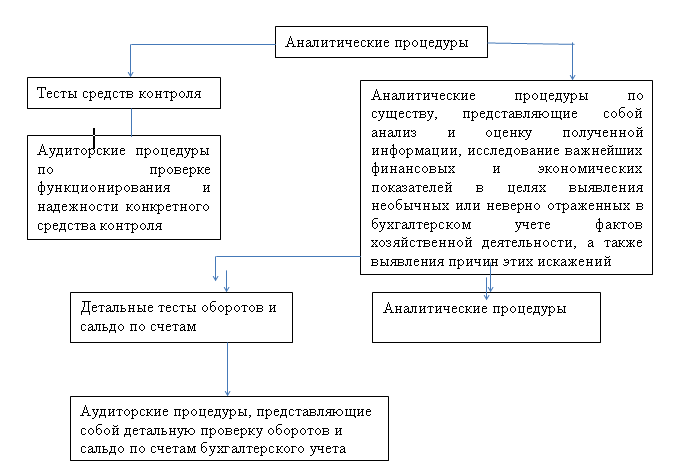 Аналитические процедуры
Тесты средств контроля
Аналитические процедуры по
существу, представляющие собой
анализ и оценку полученной
информации, исследование важнейших
финансовых и экономических
показателей в целях выявления
необычных или неверно отраженных в
бухгалтерском учете фактов
хозяйственной деятельности, а также
выявления причин этих искажений
Аудиторские процедуры
по проверке
функционирования и
надежности конкретного
средства контроля
Детальные тесты оборотов и
сальдо по счетам
Аналитические процедуры
Аудиторские процедуры, представляющие
собой детальную проверку оборотов и
сальдо по счетам бухгалтерского учета